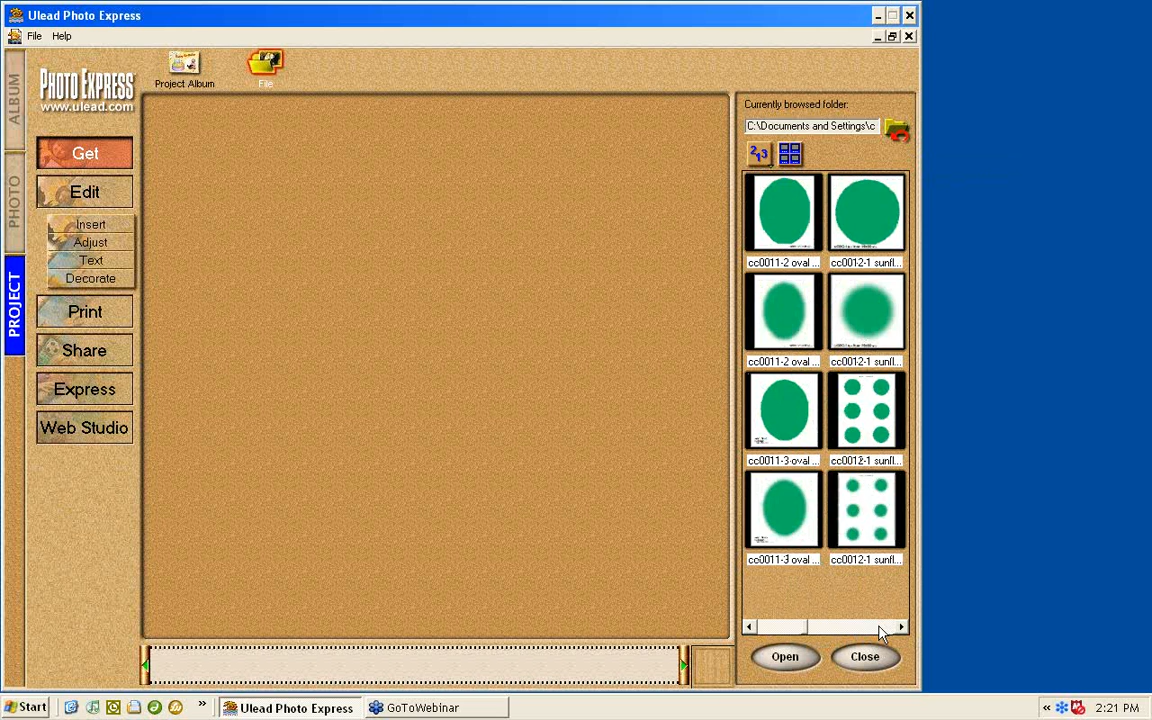 Ulead Photo Express
File Help
ALBUM
PHOTO
PROJECT
PHOTO EXPRESS
www.ulead.com
Project Album
File
Get
Edit
Insert
Adjust
Text
Decorate
Print
Share
Express
Web Studio
Currently browsed folder:
C:\Documents and Settings\c
213
cc0011-2 oval ... cc0012-1 sunfl...
cc0011-2 oval ... cc0012-1 sunfl...
cc0011-3 oval ... cc0012-1 sunfl...
cc0011-3 oval ... cc0012-1 sunfl...
Open Close
Start
Ulead Photo Express
GoToWebinar
2:21 PM